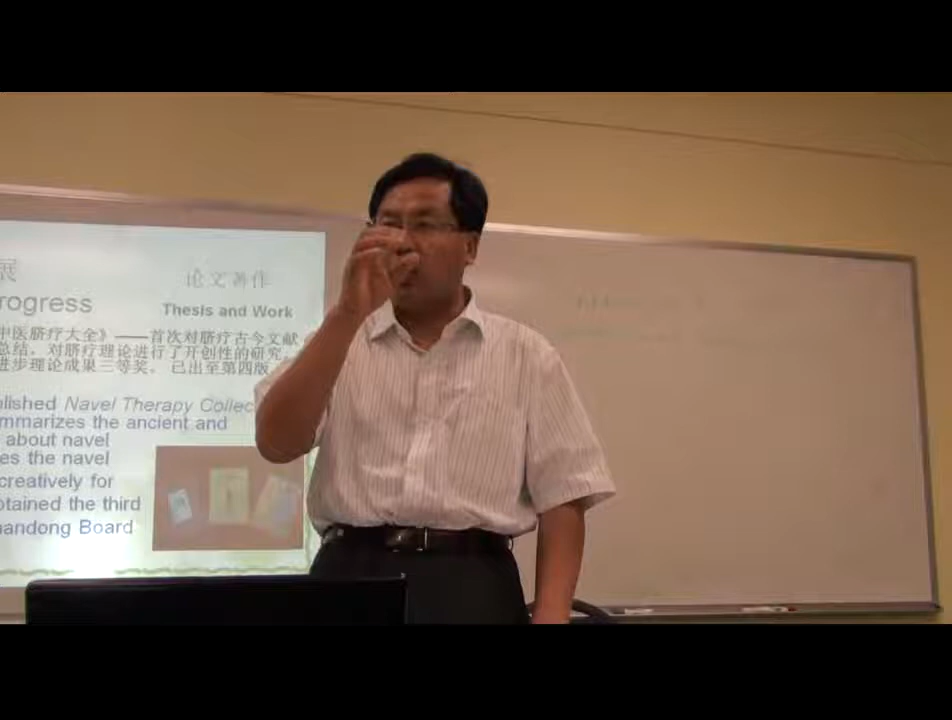 展
论文著作
rogress
Thesis and Work
中医脐疗大全》——首次对脐疗古今文献
总结。对脐疗理论进行了开创性的研究。
进步理论成果三等奖。 已出至第四版。
blished Navel Therapy Collec
mmarizes the ancient and
about navel
es the navel
creatively for
otained the third
handong Board